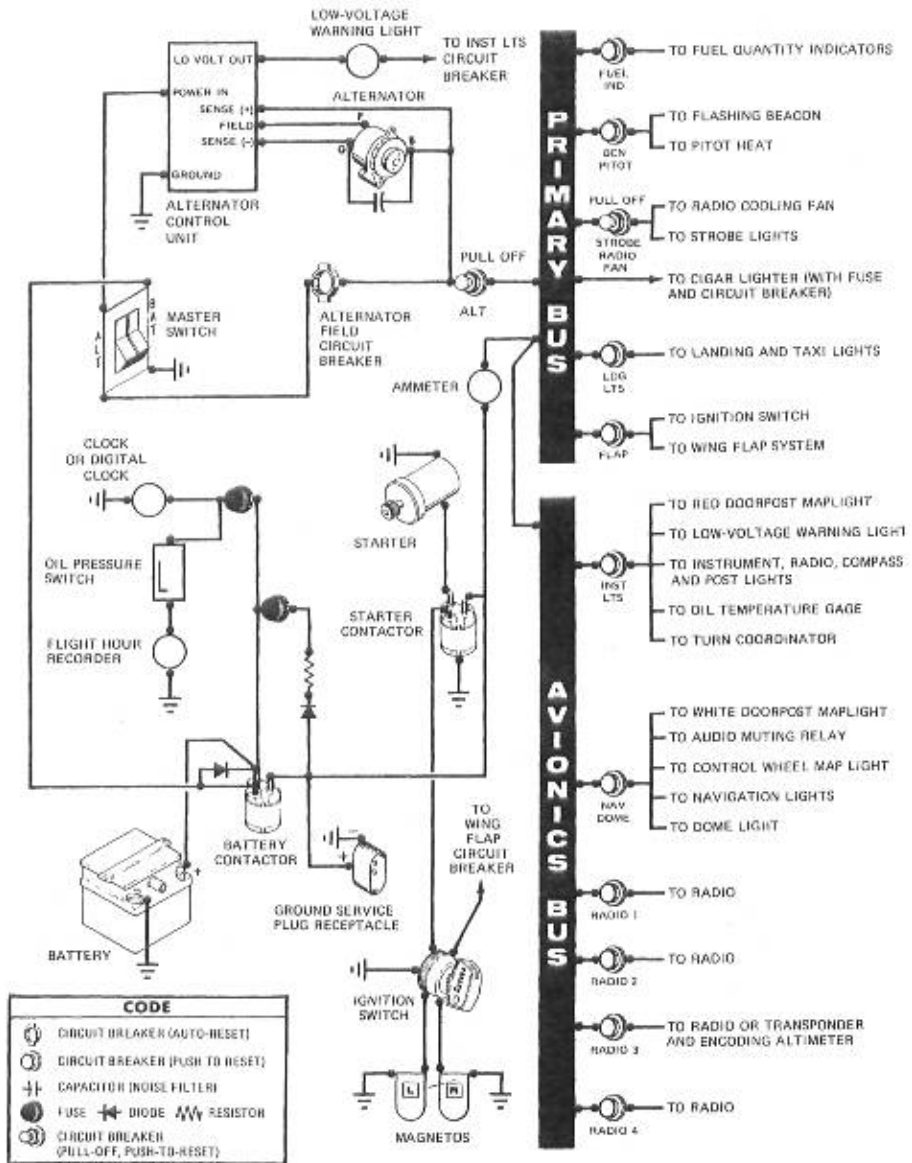 LOW-VOLTAGE
WARNING LIGHT
LO VOLT OUT
TO INST LTS
CIRCUIT
BREAKER
POWER IN
SENSE (+)
FIELD
SENSE (-)
GROUND
ALTERNATOR
F
G
B
ALTERNATOR
CONTROL
UNIT
PULL OFF
ALT
MASTER
SWITCH
ALT
BAT
ALTERNATOR
FIELD
CIRCUIT
BREAKER
AMMETER
CLOCK
OR DIGITAL
CLOCK
OIL PRESSURE
SWITCH
FLIGHT HOUR
RECORDER
STARTER
STARTER
CONTACTOR
BATTERY
CONTACTOR
+
BATTERY
-
+
GROUND SERVICE
PLUG RECEPTACLE
TO
WING
FLAP
CIRCUIT
BREAKER
IGNITION
SWITCH
L
R
MAGNETOS
PRIMARY BUS
FUEL
IND
TO FUEL QUANTITY INDICATORS
BCN
PITOT
TO FLASHING BEACON
TO PITOT HEAT
PULL OFF
STROBE
RADIO
FAN
TO RADIO COOLING FAN
TO STROBE LIGHTS
TO CIGAR LIGHTER (WITH FUSE
AND CIRCUIT BREAKER)
LDG
LTS
TO LANDING AND TAXI LIGHTS
FLAP
TO IGNITION SWITCH
TO WING FLAP SYSTEM
AVIONICS BUS
INST
LTS
TO RED DOORPOST MAPLIGHT
TO LOW-VOLTAGE WARNING LIGHT
TO INSTRUMENT, RADIO, COMPASS
AND POST LIGHTS
TO OIL TEMPERATURE GAGE
TO TURN COORDINATOR
NAV
DOME
TO WHITE DOORPOST MAPLIGHT
TO AUDIO MUTING RELAY
TO CONTROL WHEEL MAP LIGHT
TO NAVIGATION LIGHTS
TO DOME LIGHT
RADIO 1
TO RADIO
RADIO 2
TO RADIO
RADIO 3
TO RADIO OR TRANSPONDER
AND ENCODING ALTIMETER
RADIO 4
TO RADIO
CODE
CIRCUIT BREAKER (AUTO-RESET)
CIRCUIT BREAKER (PUSH TO RESET)
CAPACITOR (NOISE FILTER)
FUSE DIODE RESISTOR
CIRCUIT BREAKER
(PULL-OFF, PUSH-TO-RESET)